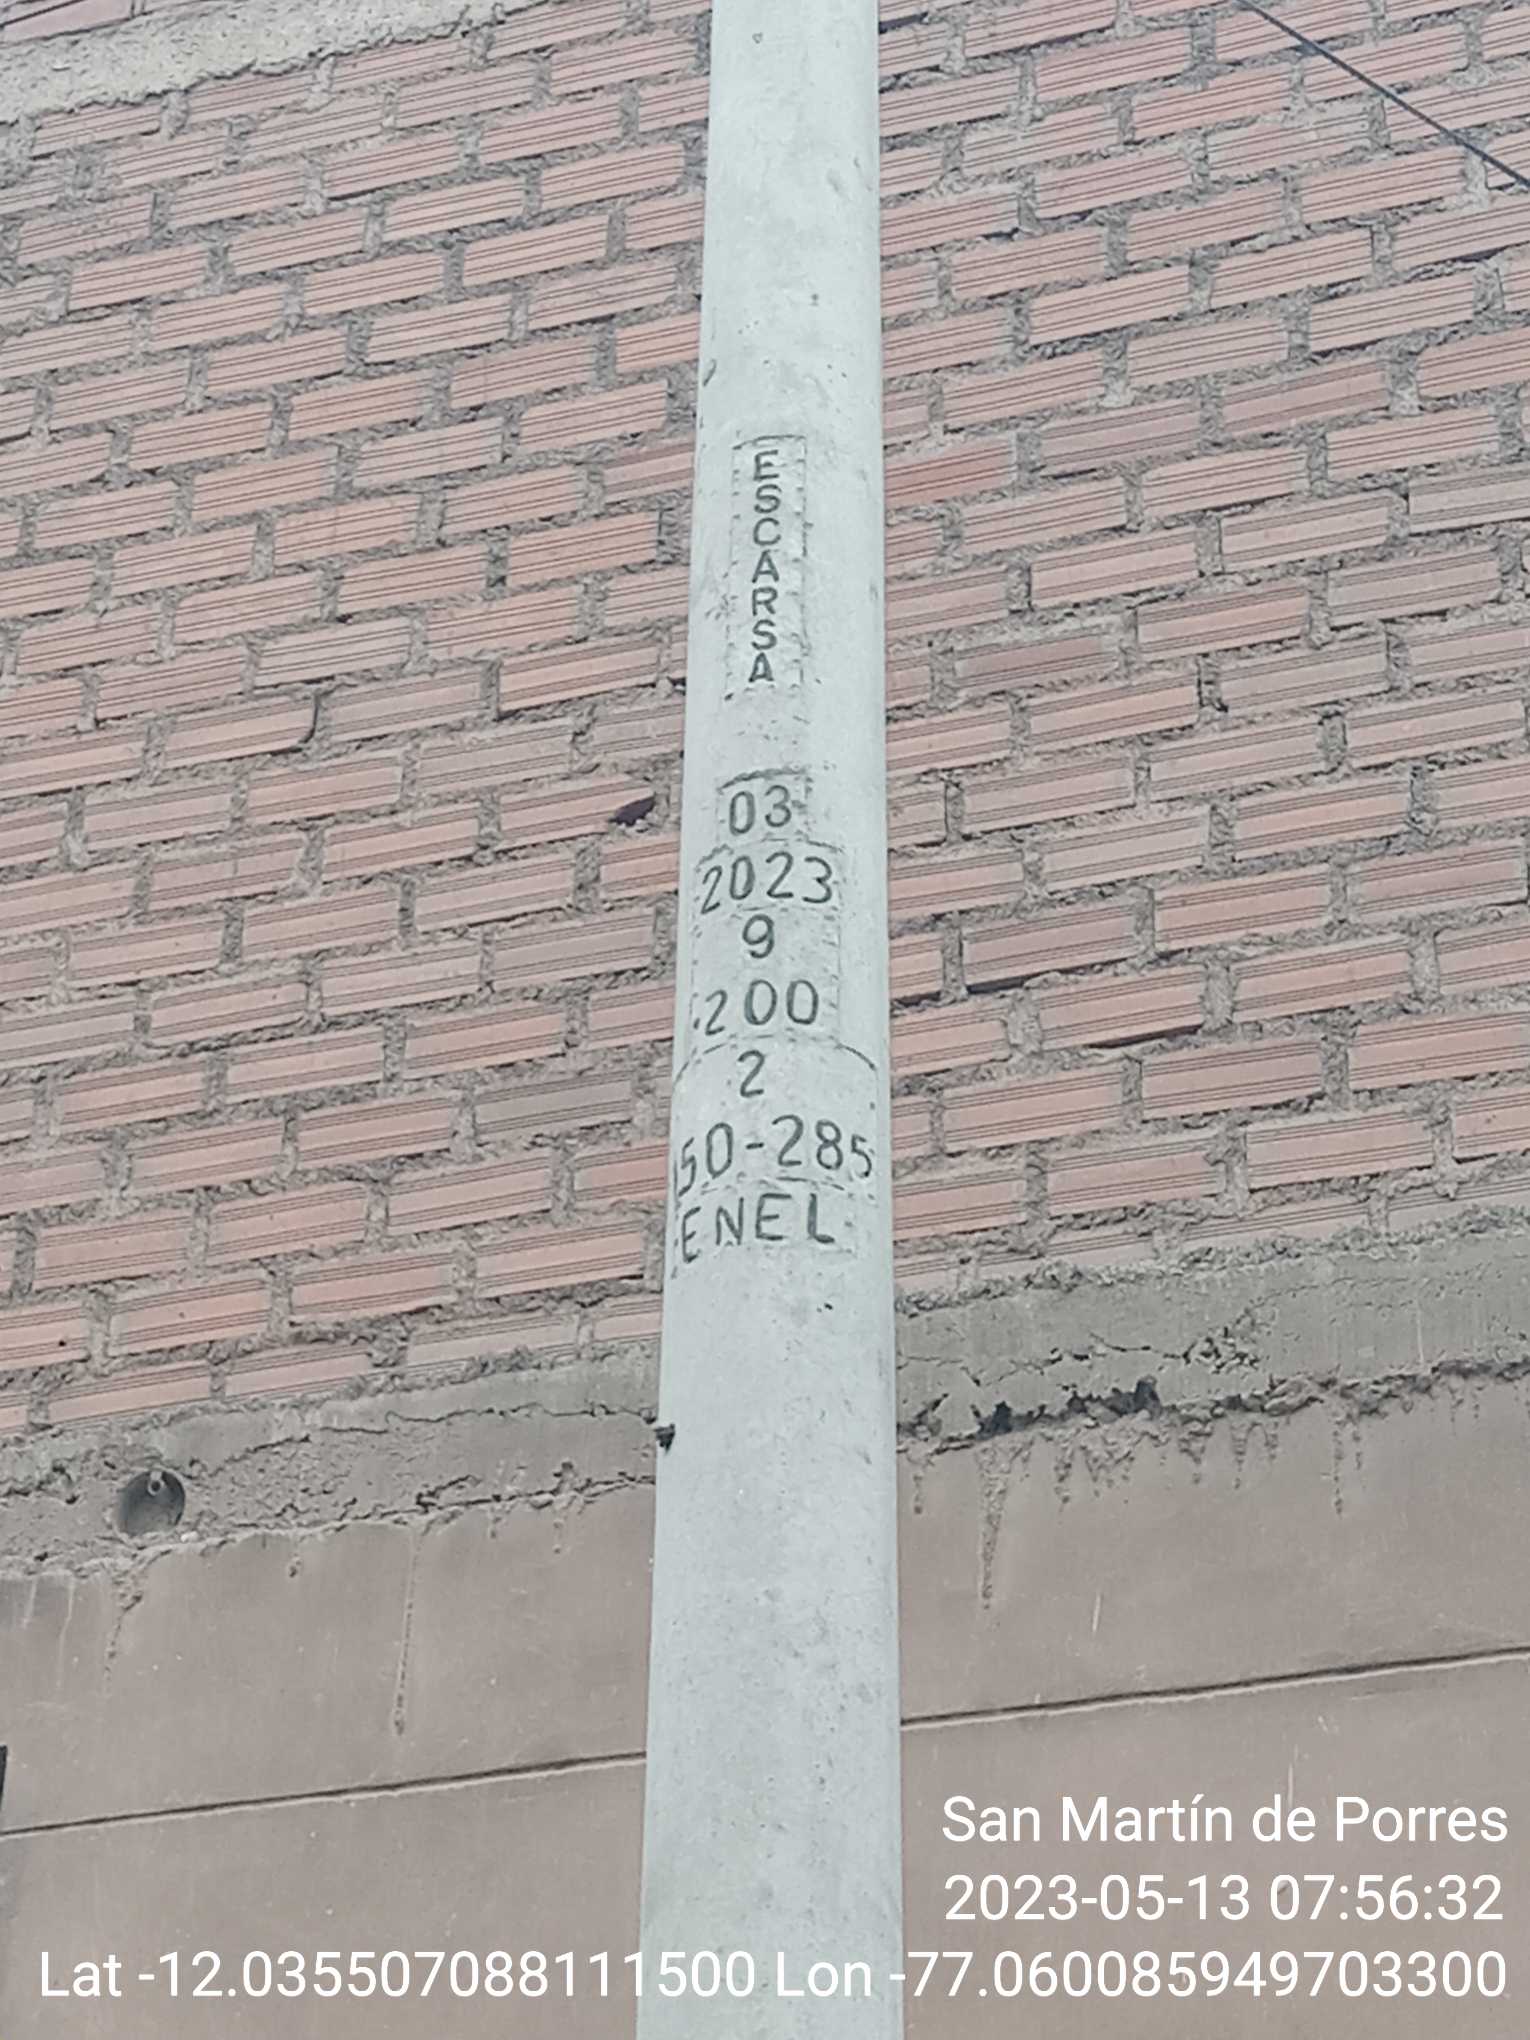 ESCARSA
03
2023
9
200
2
150-285
ENEL
San Martín de Porres
2023-05-13 07:56:32
Lat -12.035507088111500 Lon -77.060085949703300